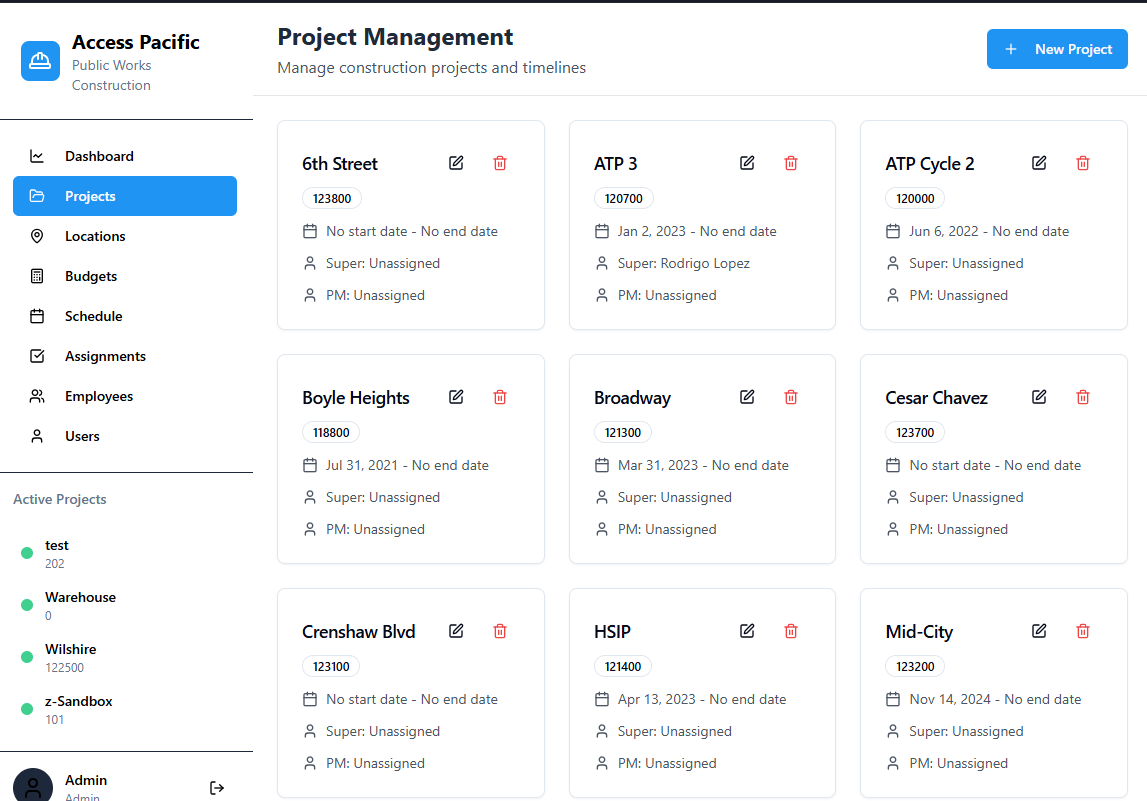 Access Pacific
Public Works
Construction
Dashboard
Projects
Locations
Budgets
Schedule
Assignments
Employees
Users
Active Projects
test
202
Warehouse
0
Wilshire
122500
z-Sandbox
101
Admin
Admin
Project Management
Manage construction projects and timelines
New Project
6th Street
123800
No start date - No end date
Super: Unassigned
PM: Unassigned
ATP 3
120700
Jan 2, 2023 - No end date
Super: Rodrigo Lopez
PM: Unassigned
ATP Cycle 2
120000
Jun 6, 2022 - No end date
Super: Unassigned
PM: Unassigned
Boyle Heights
118800
Jul 31, 2021 - No end date
Super: Unassigned
PM: Unassigned
Broadway
121300
Mar 31, 2023 - No end date
Super: Unassigned
PM: Unassigned
Cesar Chavez
123700
No start date - No end date
Super: Unassigned
PM: Unassigned
Crenshaw Blvd
123100
No start date - No end date
Super: Unassigned
PM: Unassigned
HSIP
121400
Apr 13, 2023 - No end date
Super: Unassigned
PM: Unassigned
Mid-City
123200
Nov 14, 2024 - No end date
Super: Unassigned
PM: Unassigned